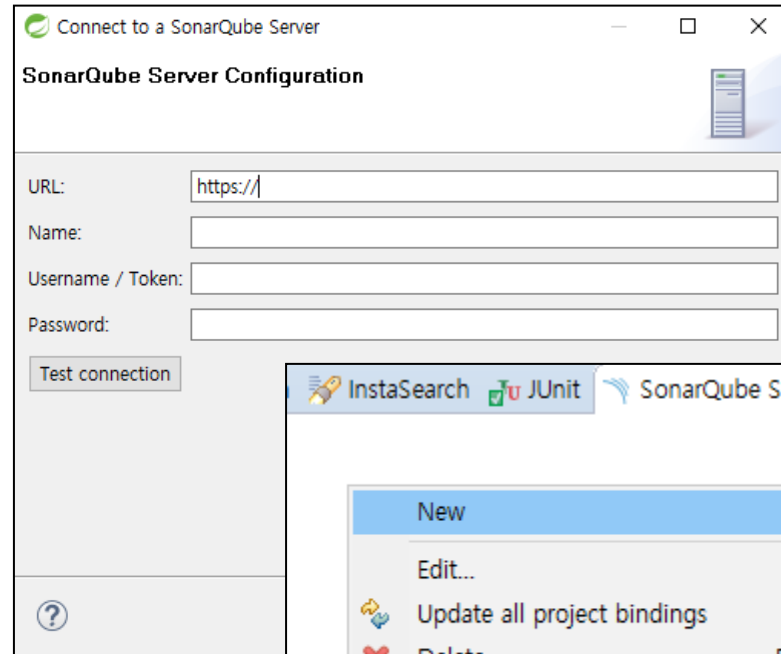 Connect to a SonarQube Server
SonarQube Server Configuration
URL:
https://
Name:
Username / Token:
Password:
Test connection
InstaSearch JUnit SonarQube S
New
Edit...
Update all project bindings
Delete